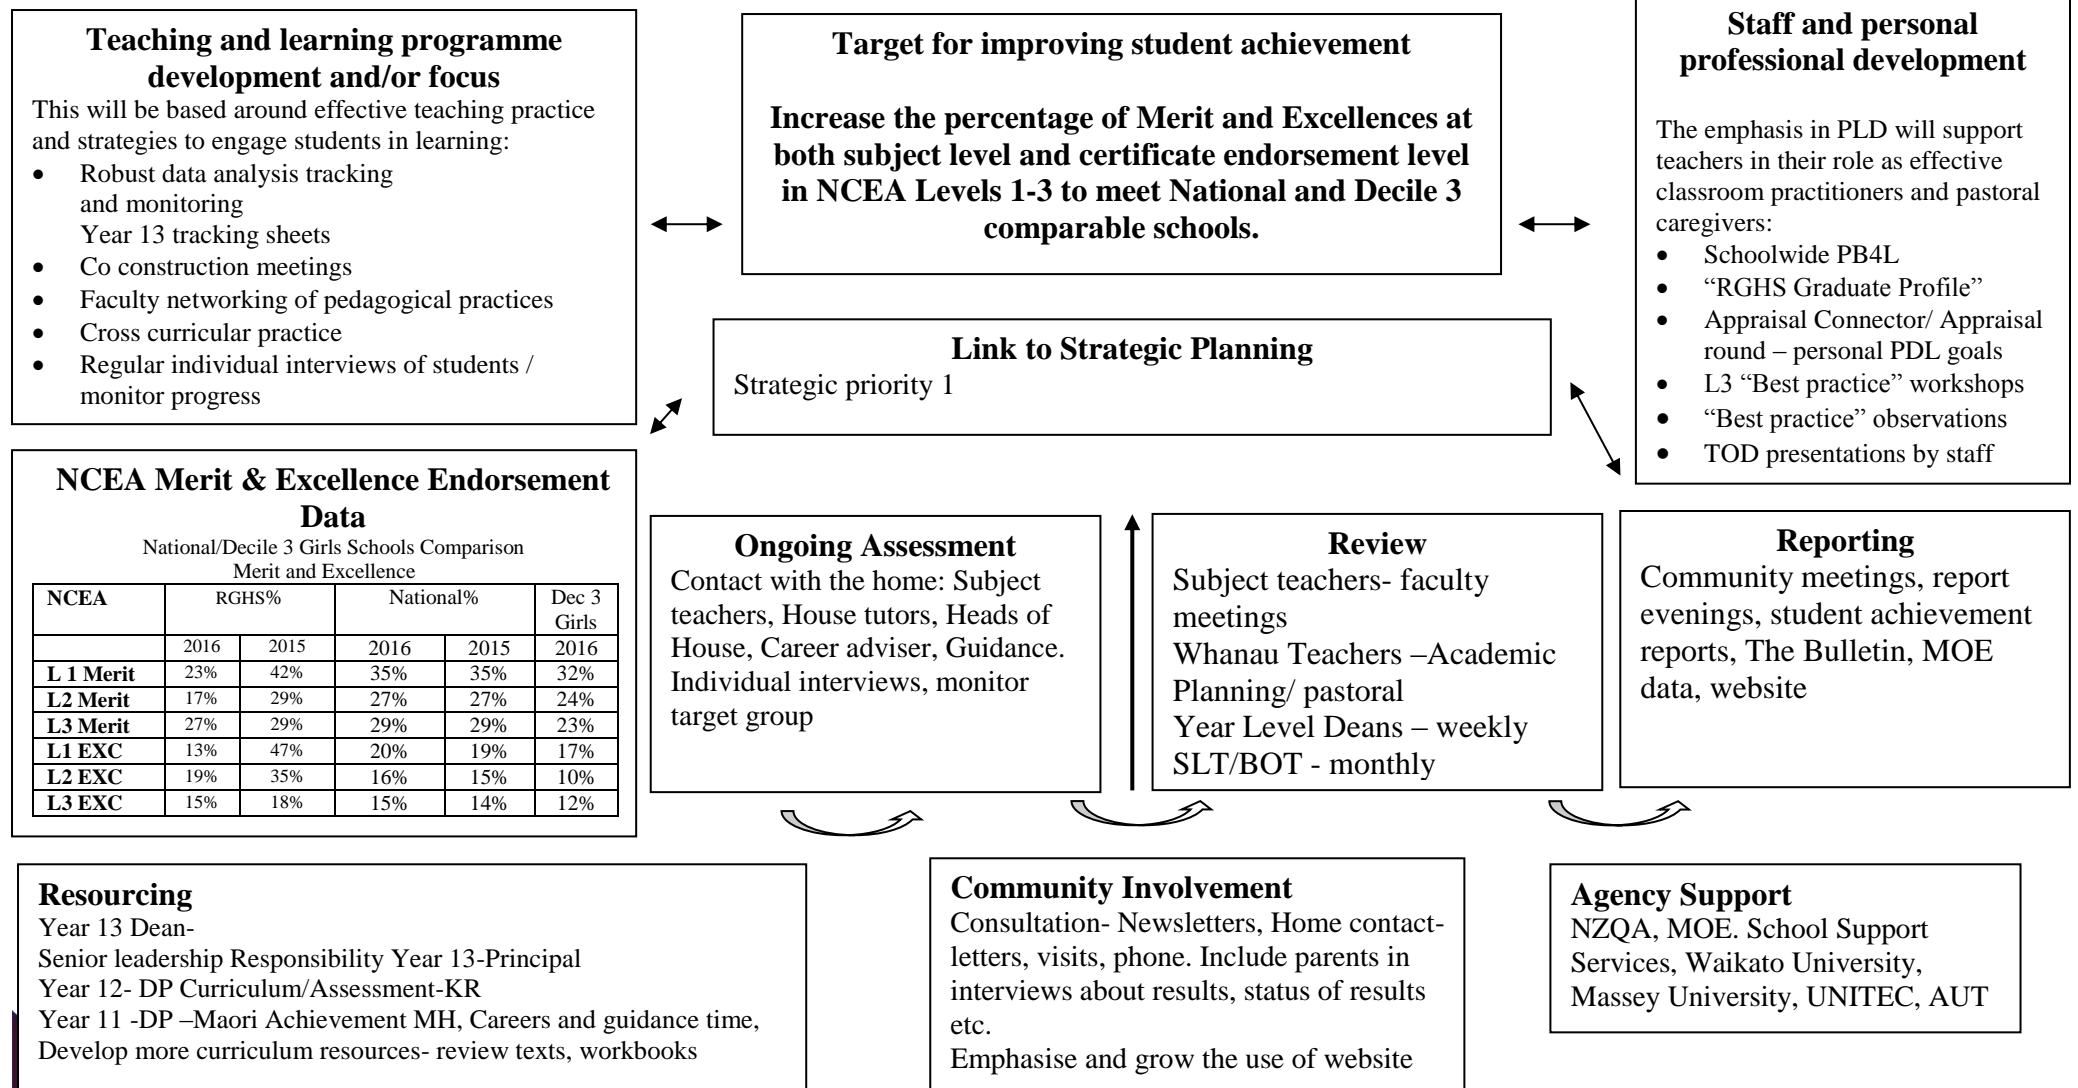 Teaching and learning programme
development and/or focus
This will be based around effective teaching practice
and strategies to engage students in learning:
• Robust data analysis tracking
and monitoring
Year 13 tracking sheets
• Co construction meetings
• Faculty networking of pedagogical practices
• Cross curricular practice
• Regular individual interviews of students /
monitor progress
Target for improving student achievement
Increase the percentage of Merit and Excellences at
both subject level and certificate endorsement level
in NCEA Levels 1-3 to meet National and Decile 3
comparable schools.
Staff and personal
professional development
The emphasis in PLD will support
teachers in their role as effective
classroom practitioners and pastoral
caregivers:
• Schoolwide PB4L
• “RGHS Graduate Profile”
• Appraisal Connector/ Appraisal
round – personal PDL goals
• L3 “Best practice” workshops
• “Best practice” observations
• TOD presentations by staff
Link to Strategic Planning
Strategic priority 1
NCEA Merit & Excellence Endorsement
Data
National/Decile 3 Girls Schools Comparison
Merit and Excellence
NCEA RGHS% National% Dec 3
Girls
2016 2015 2016 2015 2016
L 1 Merit 23% 42% 35% 35% 32%
L2 Merit 17% 29% 27% 27% 24%
L3 Merit 27% 29% 29% 29% 23%
L1 EXC 13% 47% 20% 19% 17%
L2 EXC 19% 35% 16% 15% 10%
L3 EXC 15% 18% 15% 14% 12%
Ongoing Assessment
Contact with the home: Subject
teachers, House tutors, Heads of
House, Career adviser, Guidance.
Individual interviews, monitor
target group
Review
Subject teachers- faculty
meetings
Whanau Teachers –Academic
Planning/ pastoral
Year Level Deans – weekly
SLT/BOT - monthly
Reporting
Community meetings, report
evenings, student achievement
reports, The Bulletin, MOE
data, website
Resourcing
Year 13 Dean-
Senior leadership Responsibility Year 13-Principal
Year 12- DP Curriculum/Assessment-KR
Year 11 -DP –Maori Achievement MH, Careers and guidance time,
Develop more curriculum resources- review texts, workbooks
Community Involvement
Consultation- Newsletters, Home contact-
letters, visits, phone. Include parents in
interviews about results, status of results
etc.
Emphasise and grow the use of website
Agency Support
NZQA, MOE. School Support
Services, Waikato University,
Massey University, UNITEC, AUT